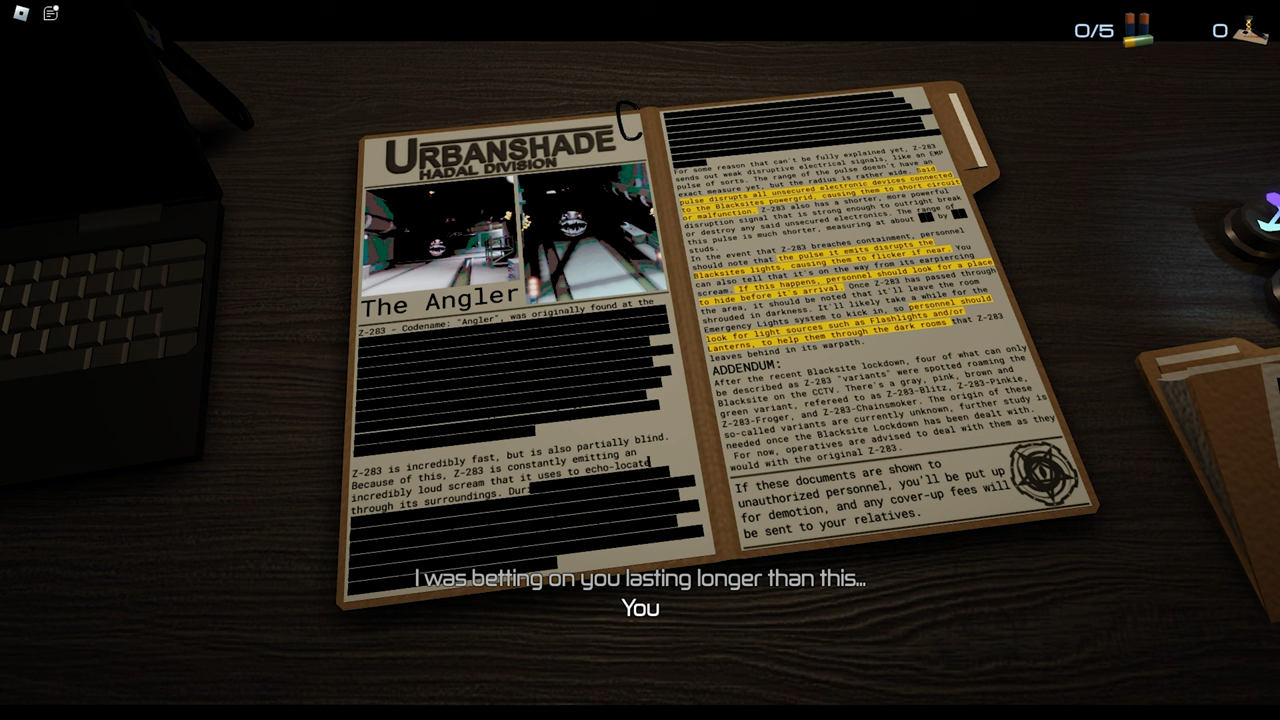 0/5
0
URBANSHADE
HADAL DIVISION
The Angler
Z-283 - Codename: "Angler", was originally found at the
Z-283 is incredibly fast, but is also partially blind.
Because of this, Z-283 is constantly emitting an
incredibly loud scream that it uses to echo-locate
through its surroundings. Dur
For some reason that can't be fully explained yet, Z-283
sends out weak disruptive electrical signals, like an EMP
pulse of sorts. The range of the pulse doesn't have an
exact measure yet, but the radius is rather wide. Said
pulse disrupts all unsecured electronic devices connected
to the Blacksites powergrid, causing them to short circuit
or malfunction. Z-283 also has a shorter, more powerful
disruption signal that is strong enough to outright break
or destroy any said unsecured electronics. The range of
this pulse is much shorter, measuring at about by
studs.
In the event that Z-283 breaches containment, personnel
should note that the pulse it emits disrupts the
Blacksites lights, causing them to flicker if near. You
can also tell that it's on the way from its earpiercing
scream. If this happens, personnel should look for a place
to hide before it's arrival. Once Z-283 has passed through
the area, it should be noted that it'll leave the room
shrouded in darkness. It'll likely take a while for the
Emergency Lights system to kick in, so personnel should
look for light sources such as Flashlights and/or
Lanterns, to help them through the dark rooms that Z-283
leaves behind in its warpath.
ADDENDUM:
After the recent Blacksite lockdown, four of what can only
be described as Z-283 "variants" were spotted roaming the
Blacksite on the CCTV. There's a gray, pink, brown and
green variant, refereed to as Z-283-Blitz, Z-283-Pinkie,
Z-283-Froger, and Z-283-Chainsmoker. The origin of these
so-called variants are currently unknown, further study is
needed once the Blacksite Lockdown has been dealt with.
For now, operatives are advised to deal with them as they
would with the original Z-283.
If these documents are shown to
unauthorized personnel, you'll be put up
for demotion, and any cover-up fees will
be sent to your relatives.
I was betting on you lasting longer than this...
You